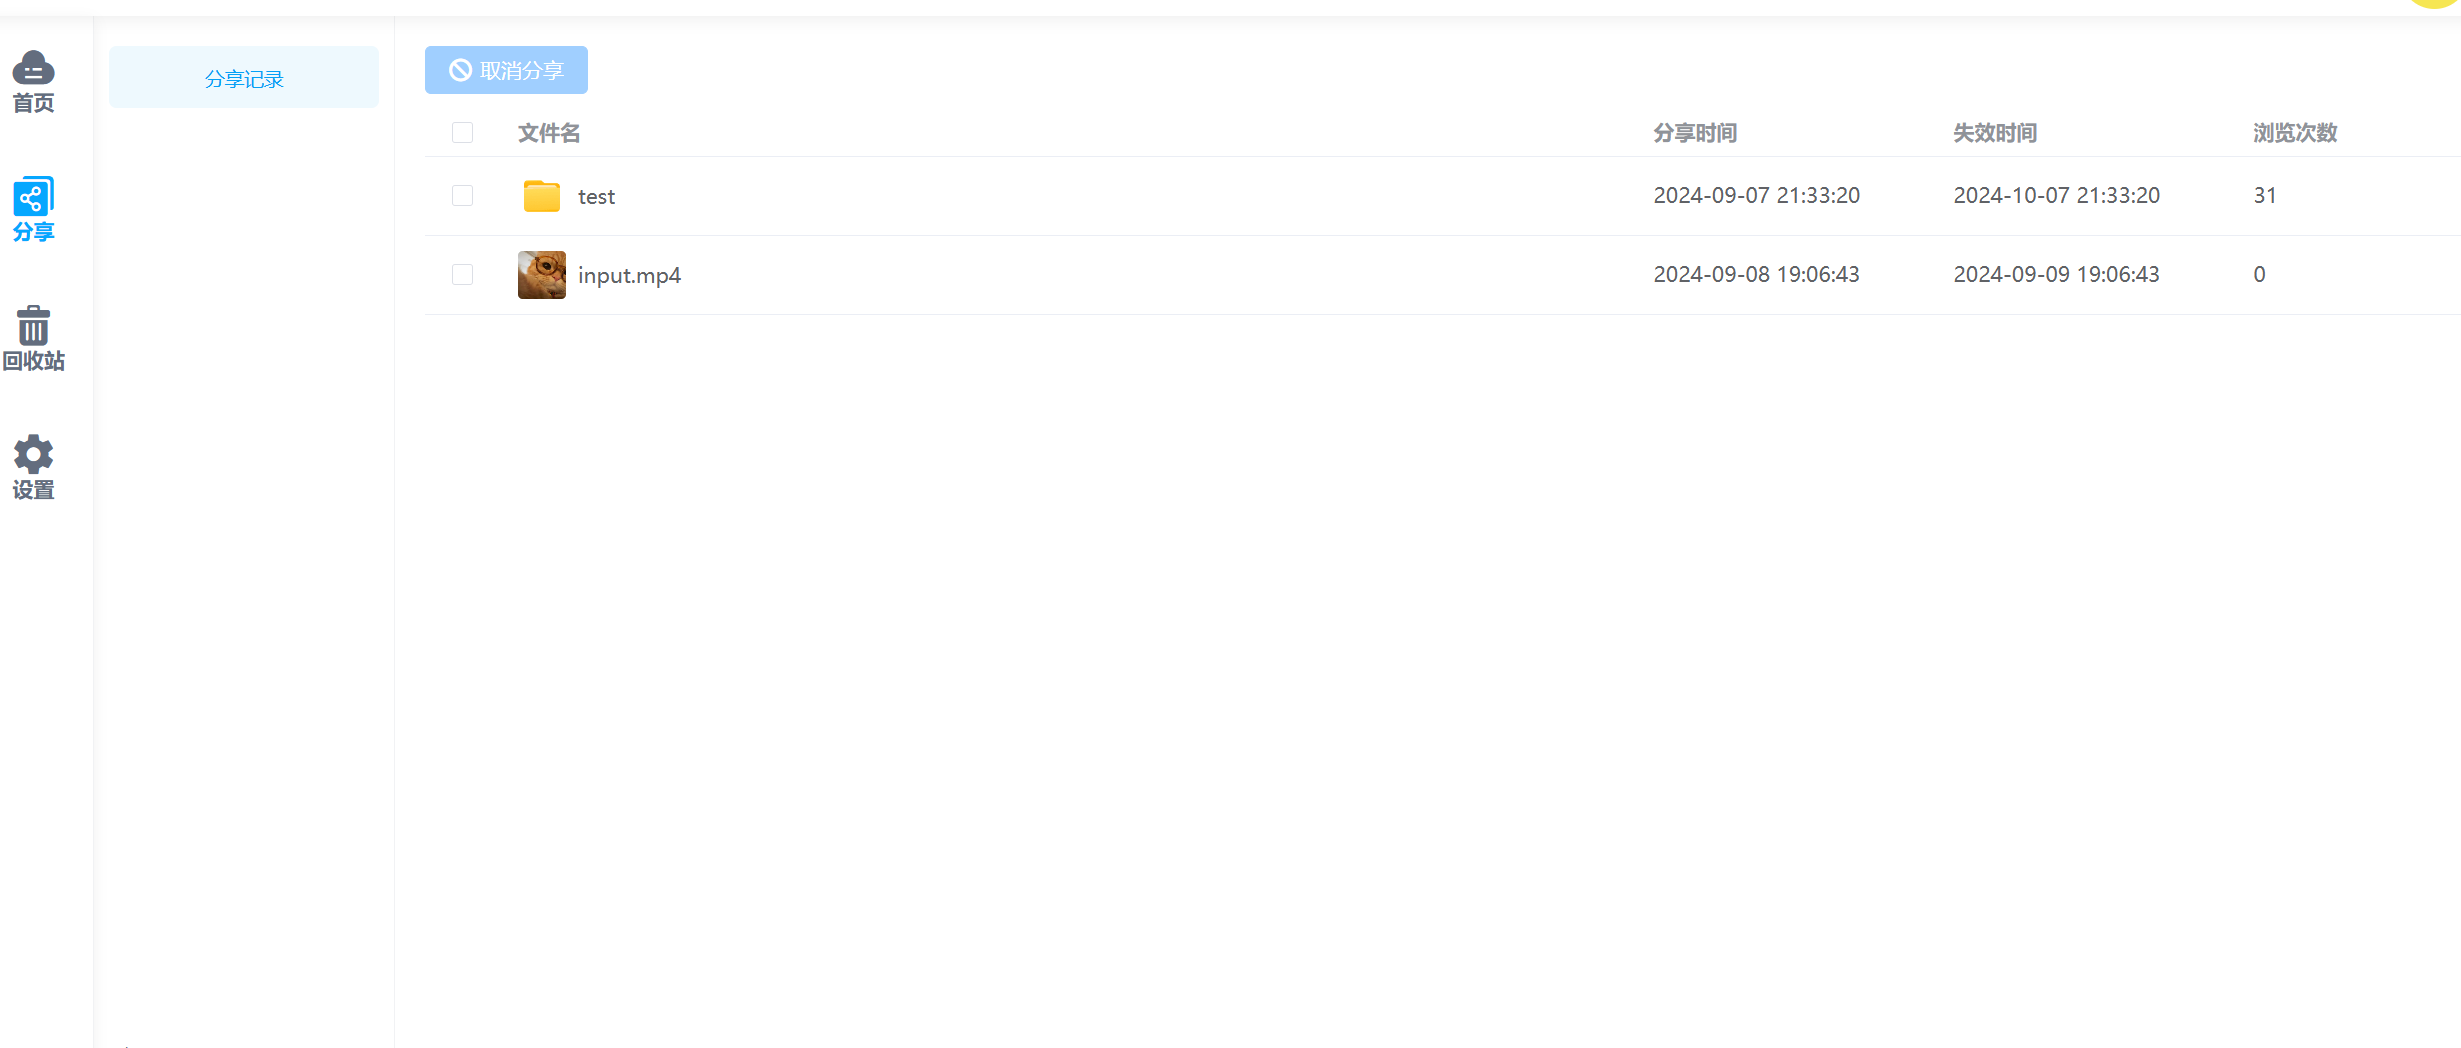 首页
分享
回收站
设置
分享记录
取消分享
文件名 分享时间 失效时间 浏览次数
test 2024-09-07 21:33:20 2024-10-07 21:33:20 31
input.mp4 2024-09-08 19:06:43 2024-09-09 19:06:43 0